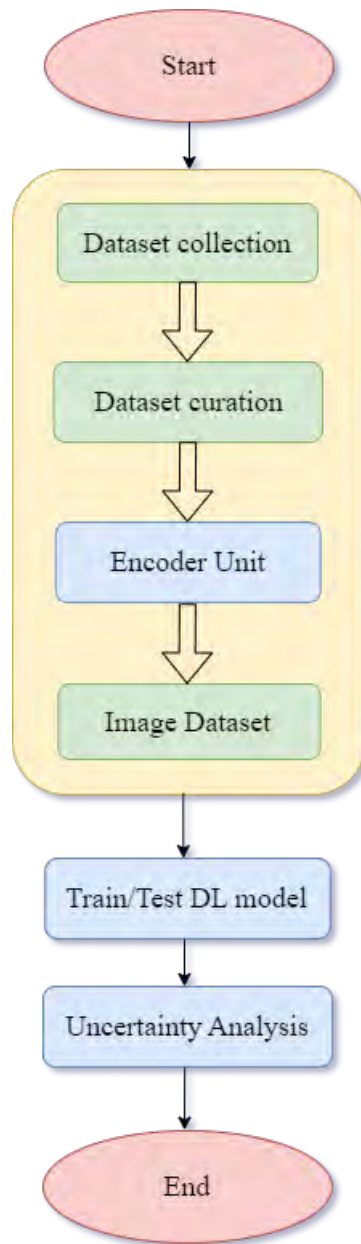 Start
Dataset collection
Dataset curation
Encoder Unit
Image Dataset
Train/Test DL model
Uncertainty Analysis
End